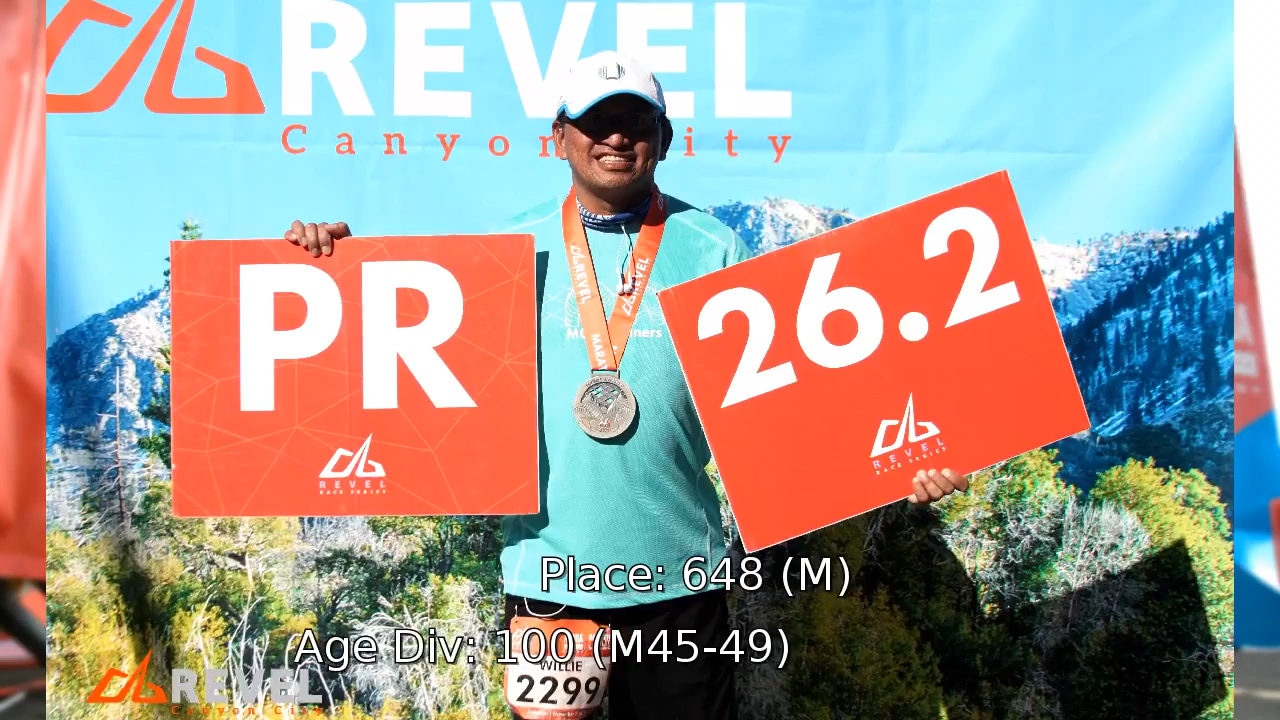 REVEL
Canyon City
PR
26.2
REVEL
REVEL
REVEL
RACE SERIES
REVEL
RACE SERIES
Place: 648 (M)
Age Div: 100 (M45-49)
WILLIE
2299
REVEL
Canyon City